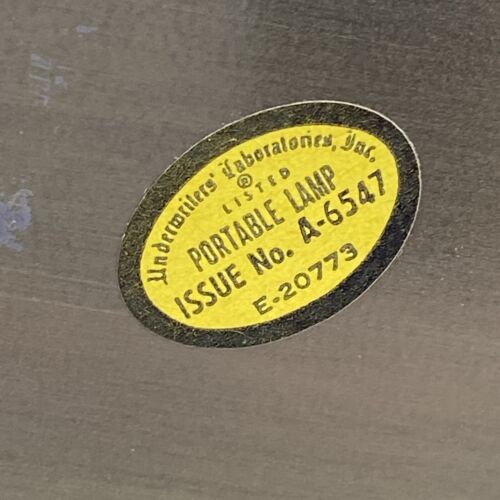 Underwriters' Laboratories, Inc.
®
LISTED
PORTABLE LAMP
ISSUE No. A-6547
E-20773